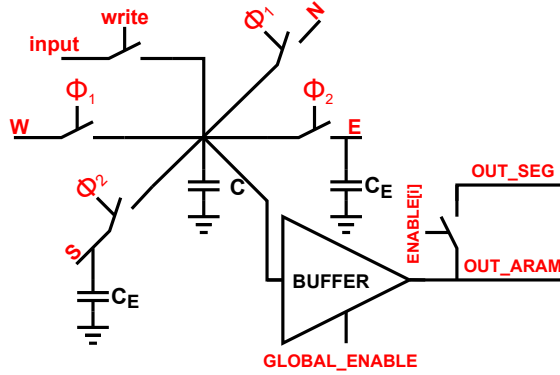 write
Φ1
N
input
Φ1
Φ2
W
E
Φ2
C
CE
OUT_SEG
ENABLE[i]
S
CE
BUFFER
OUT_ARAM
GLOBAL_ENABLE